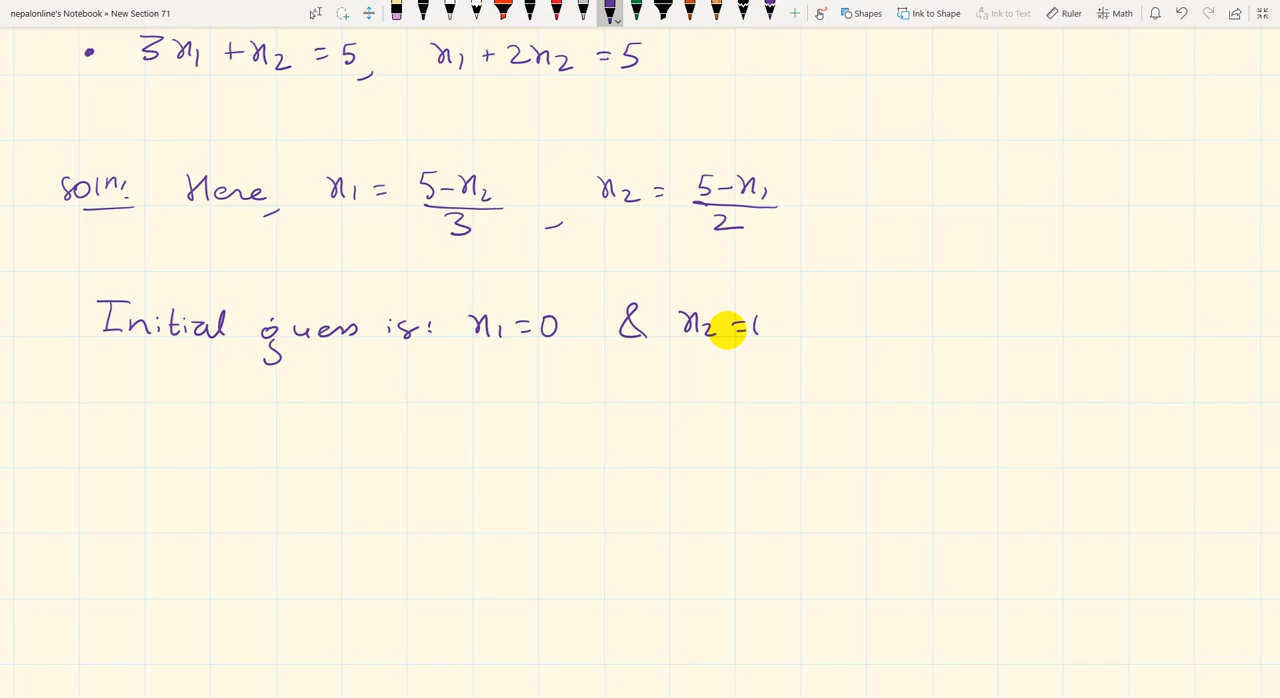 nepalonline's Notebook » New Section 71
Shapes Ink to Shape Ink to Text Ruler Math
• 3x₁ + x₂ = 5, x₁ + 2x₂ = 5
Soln: Here, x₁ = (5-x₂)/3, x₂ = (5-x₁)/2
Initial guess is: x₁ = 0 & x₂ = (